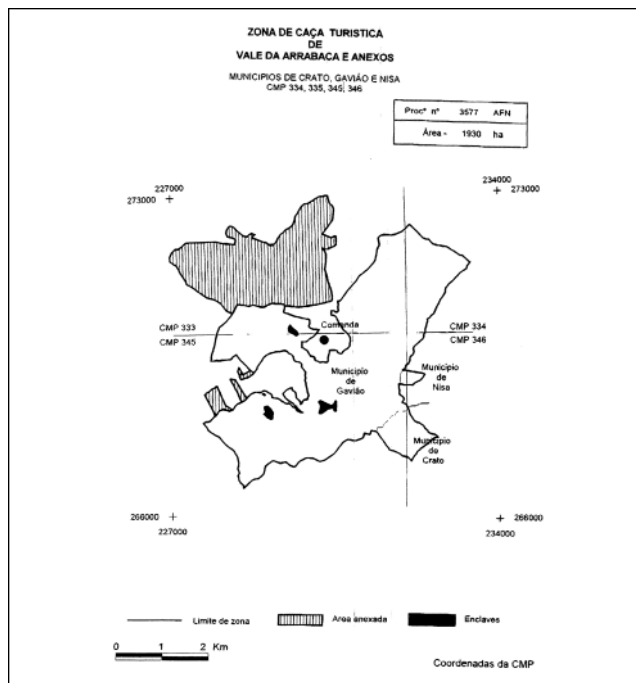 ZONA DE CAÇA TURISTICA
DE
VALE DA ARRABACA E ANEXOS
MUNICIPIOS DE CRATO, GAVIÃO E NISA
CMP 334, 335, 345, 346
Procº nº 3577 AFN
Área - 1930 ha
227000
273000
234000
273000
CMP 333
CMP 345
Comenda
CMP 334
CMP 346
Municipio
de
Gavião
Municipio
de
Nisa
Municipio
de
Crato
266000
227000
266000
234000
Limite de zona
Area anexada
Enclaves
0 1 2 Km
Coordenadas da CMP